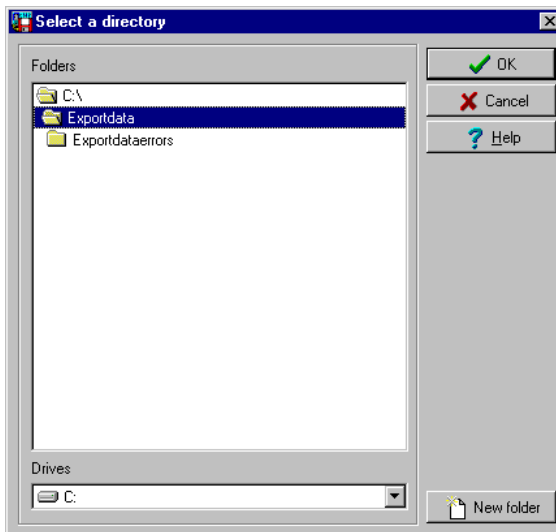 Select a directory
Folders
C:\
Exportdata
Exportdataerrors
Drives
C:
OK
Cancel
Help
New folder